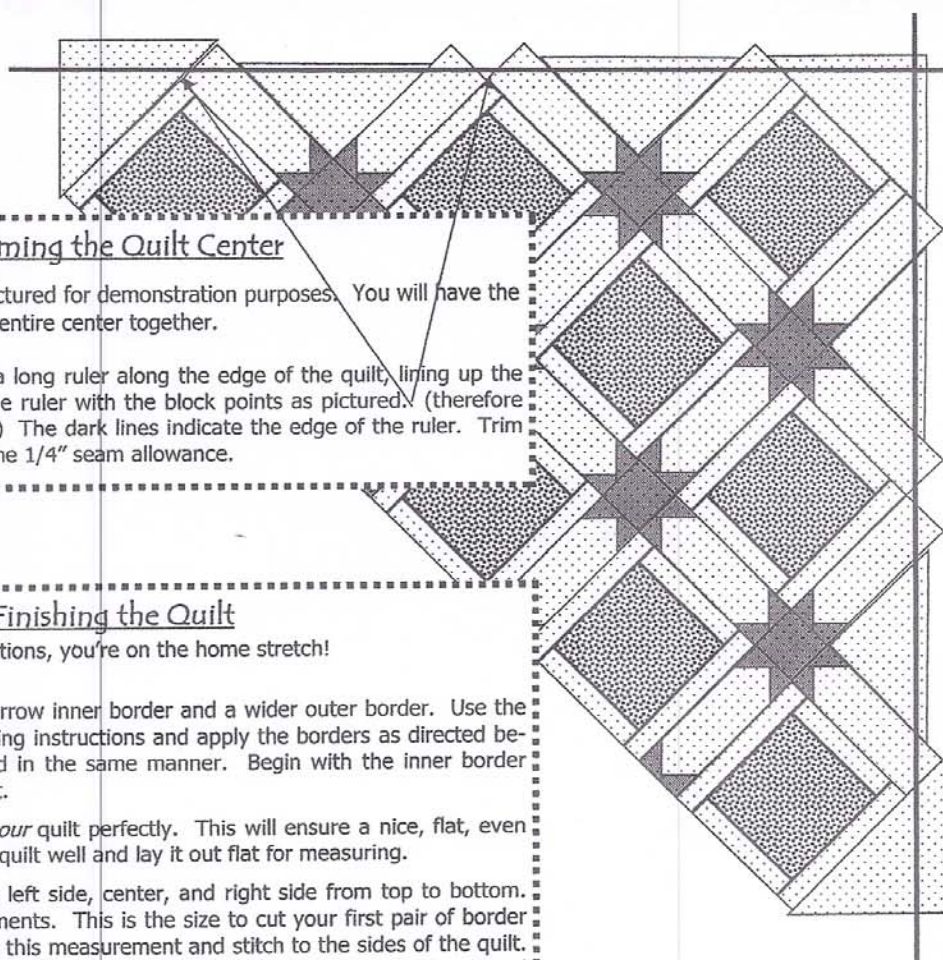 ming the Quilt Center
ctured for demonstration purposes. You will have the
entire center together.
a long ruler along the edge of the quilt, lining up the
e ruler with the block points as pictured. (therefore
) The dark lines indicate the edge of the ruler. Trim
ne 1/4" seam allowance.
Finishing the Quilt
tions, you're on the home stretch!
rrow inner border and a wider outer border. Use the
ing instructions and apply the borders as directed be-
d in the same manner. Begin with the inner border
t.
our quilt perfectly. This will ensure a nice, flat, even
quilt well and lay it out flat for measuring.
left side, center, and right side from top to bottom.
ments. This is the size to cut your first pair of border
this measurement and stitch to the sides of the quilt.